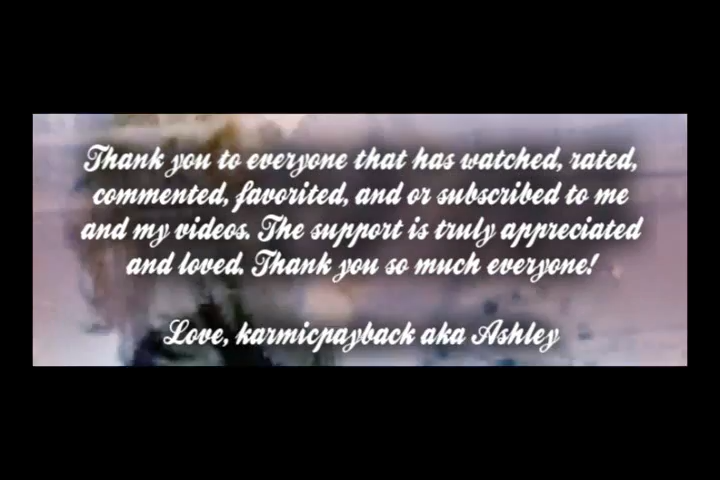 Thank you to everyone that has watched, rated,
commented, favorited, and or subscribed to me
and my videos. The support is truly appreciated
and loved. Thank you so much everyone!
Love, karmicpayback aka Ashley